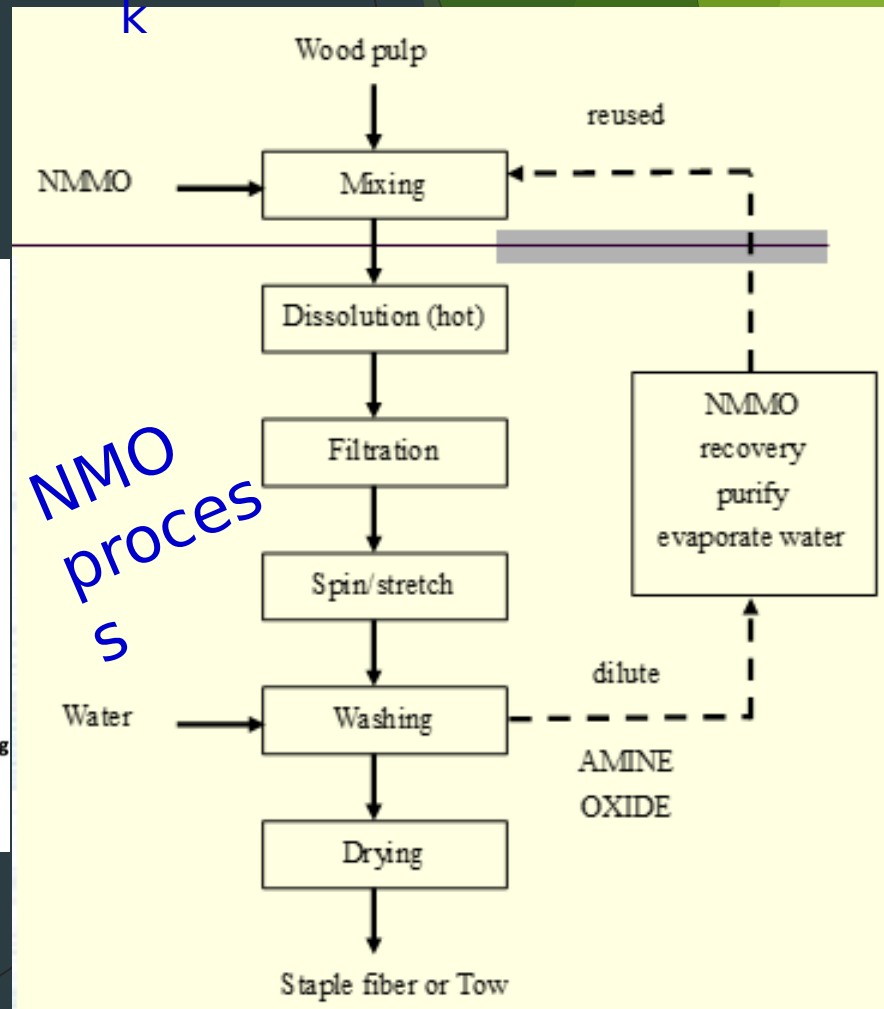 k
Wood pulp
reused
NMMO
Mixing
Dissolution (hot)
NMMO
recovery
purify
evaporate water
Filtration
NMO
proces
s
Spin/stretch
dilute
Water
Washing
g
AMINE
OXIDE
Drying
Staple fiber or Tow